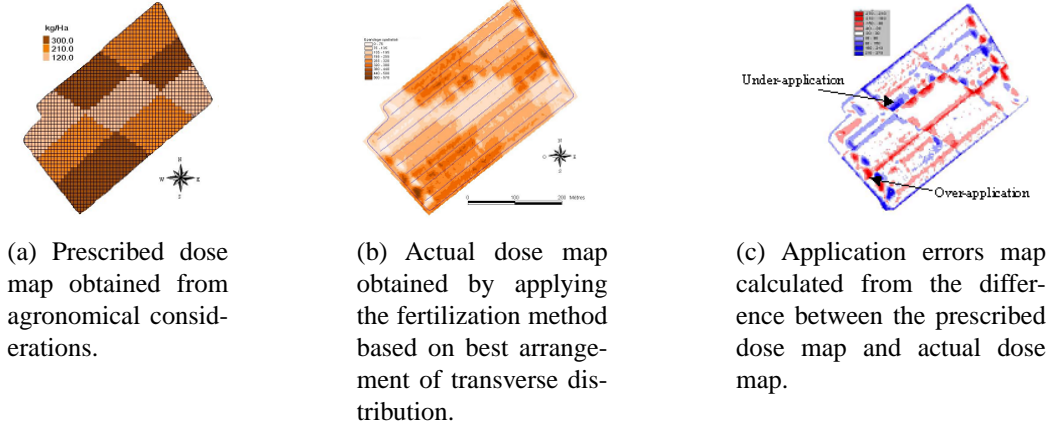 kg/Ha
300.0
210.0
120.0
N
W E
S
0 100 200 Mètres
Under-application
Over-application
(a) Prescribed dose
map obtained from
agronomical consid-
erations.
(b) Actual dose map
obtained by applying
the fertilization method
based on best arrange-
ment of transverse dis-
tribution.
(c) Application errors map
calculated from the differ-
ence between the prescribed
dose map and actual dose
map.